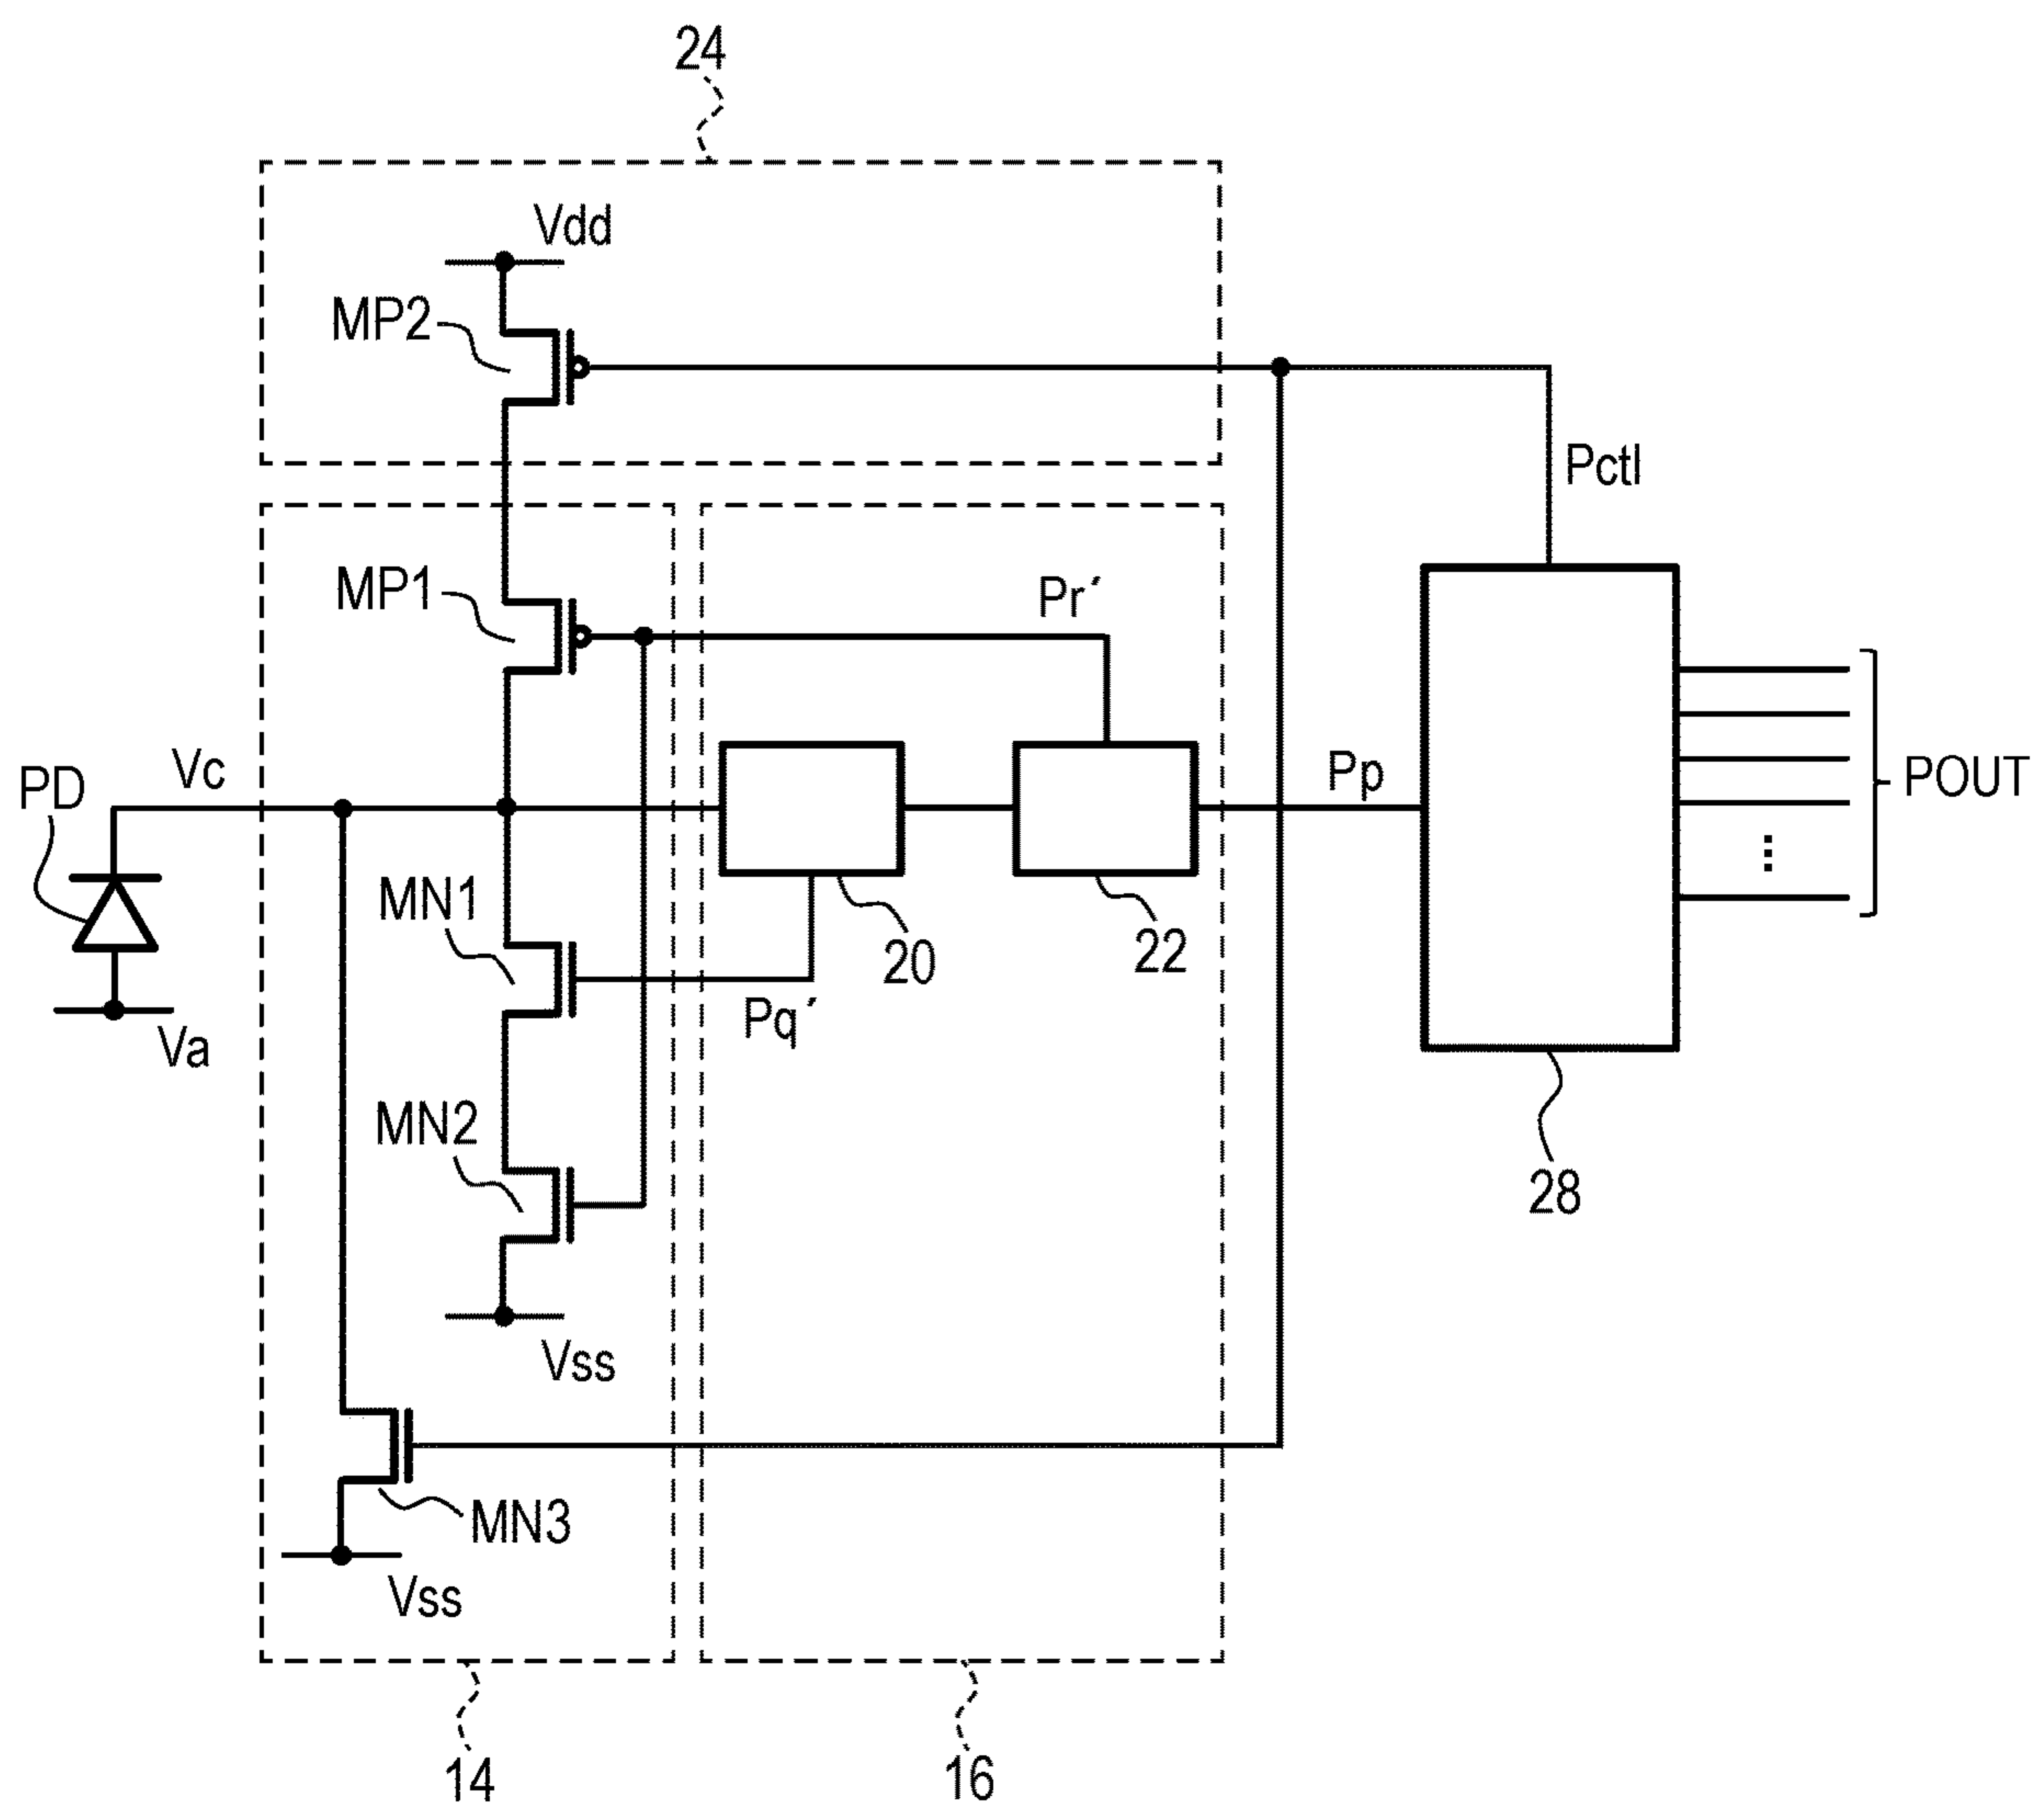 24
Vdd
MP2
Pctl
MP1
Pr´
Vc
PD
Pp
POUT
MN1
20
22
Pq´
Va
MN2
28
Vss
MN3
Vss
14
16